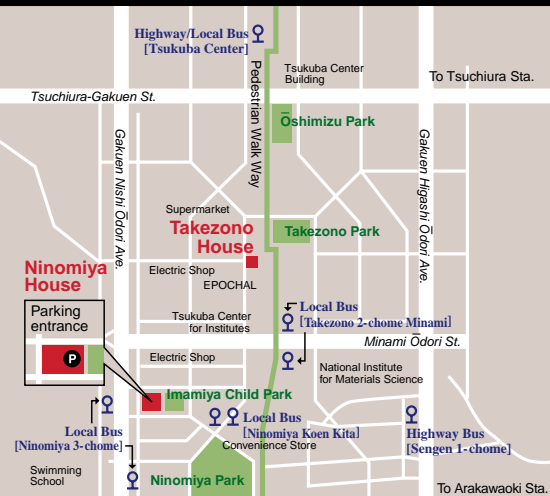 Highway/Local Bus
[Tsukuba Center]
Tsukuba Center
Building
To Tsuchiura Sta.
Tsuchiura-Gakuen St.
Pedestrian Walk Way
Ōshimizu Park
Gakuen Nishi Ōdori Ave.
Gakuen Higashi Ōdori Ave.
Supermarket
Takezono
House
Takezono Park
Ninomiya
House
Electric Shop
EPOCHAL
Parking
entrance
P
Tsukuba Center
for Institutes
Local Bus
[Takezono 2-chome Minami]
Minami Ōdori St.
Electric Shop
National Institute
for Materials Science
Imamiya Child Park
Local Bus
[Ninomiya 3-chome]
Local Bus
[Ninomiya Koen Kita]
Convenience Store
Highway Bus
[Sengen 1-chome]
Swimming
School
Ninomiya Park
To Arakawaoki Sta.